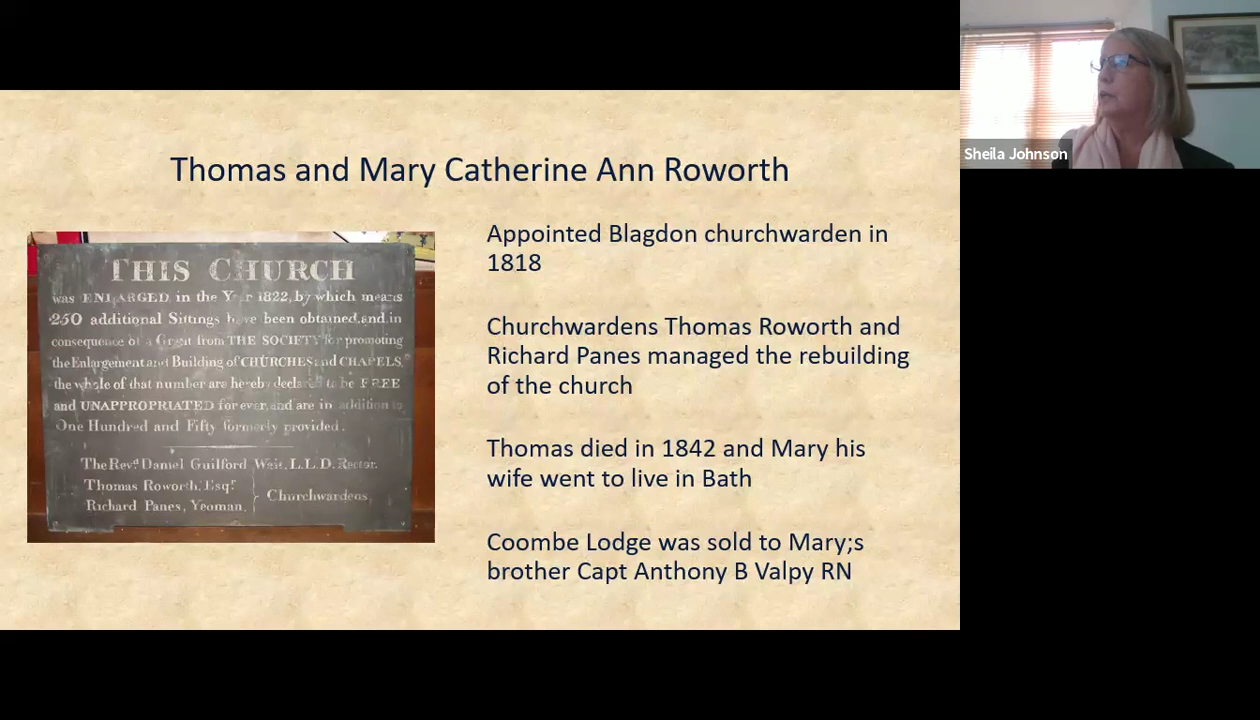 Thomas and Mary Catherine Ann Roworth
THIS CHURCH
was ENLARGED in the Year 1822, by which means
250 additional Sittings have been obtained, and in
consequence of a Grant from THE SOCIETY for promoting
the Enlargement and Building of CHURCHES and CHAPELS,
the whole of that number are hereby declared to be FREE
and UNAPPROPRIATED for ever, and are in addition to
One Hundred and Fifty formerly provided.
The Revd. Daniel Guilford Wait, L.L.D. Rector.
Thomas Roworth, Esqr.
Richard Panes, Yeoman.
Churchwardens
Appointed Blagdon churchwarden in
1818
Churchwardens Thomas Roworth and
Richard Panes managed the rebuilding
of the church
Thomas died in 1842 and Mary his
wife went to live in Bath
Coombe Lodge was sold to Mary;s
brother Capt Anthony B Valpy RN
Sheila Johnson